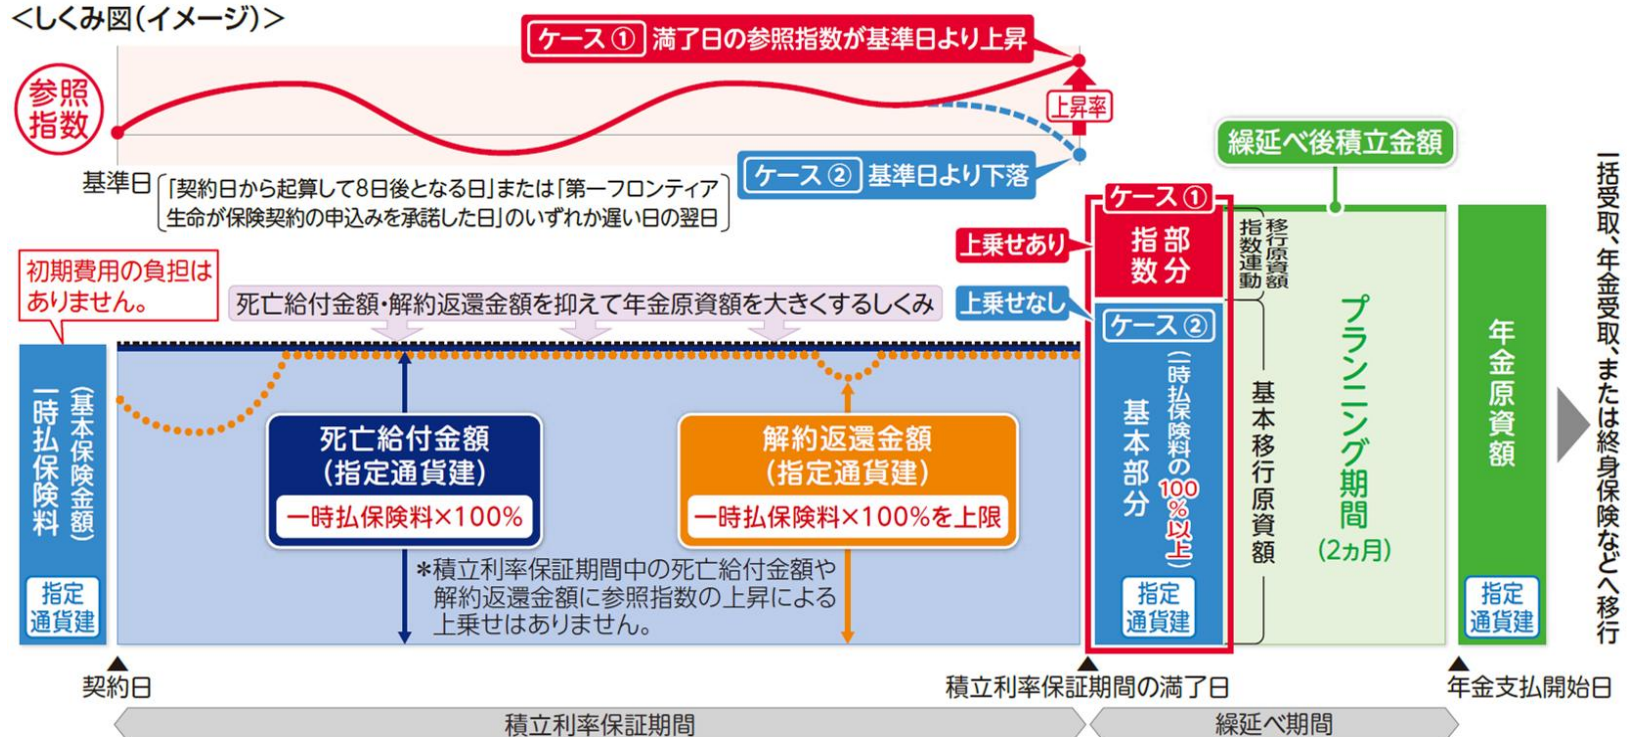 ＜しくみ図（イメージ）＞
ケース① 満了日の参照指数が基準日より上昇
参照
指数
上昇率
ケース② 基準日より下落
基準日
「契約日から起算して8日後となる日」または「第一フロンティア
生命が保険契約の申込みを承諾した日」のいずれか遅い日の翌日
初期費用の負担は
ありません。
死亡給付金額・解約返還金額を抑えて年金原資額を大きくするしくみ
上乗せあり
上乗せなし
一時払保険料
（基本保険金額）
指定
通貨建
死亡給付金額
（指定通貨建）
一時払保険料×100%
解約返還金額
（指定通貨建）
一時払保険料×100%を上限
＊積立利率保証期間中の死亡給付金額や
解約返還金額に参照指数の上昇による
上乗せはありません。
ケース①
指数
部分
ケース②
基本部分
（一時払保険料の100%以上）
指定
通貨建
指数連動
移行原資額
基本移行原資額
繰延べ後積立金額
プランニング期間
（2ヵ月）
年金原資額
指定
通貨建
一括受取、年金受取、または終身保険などへ移行
契約日
積立利率保証期間の満了日
年金支払開始日
積立利率保証期間
繰延べ期間